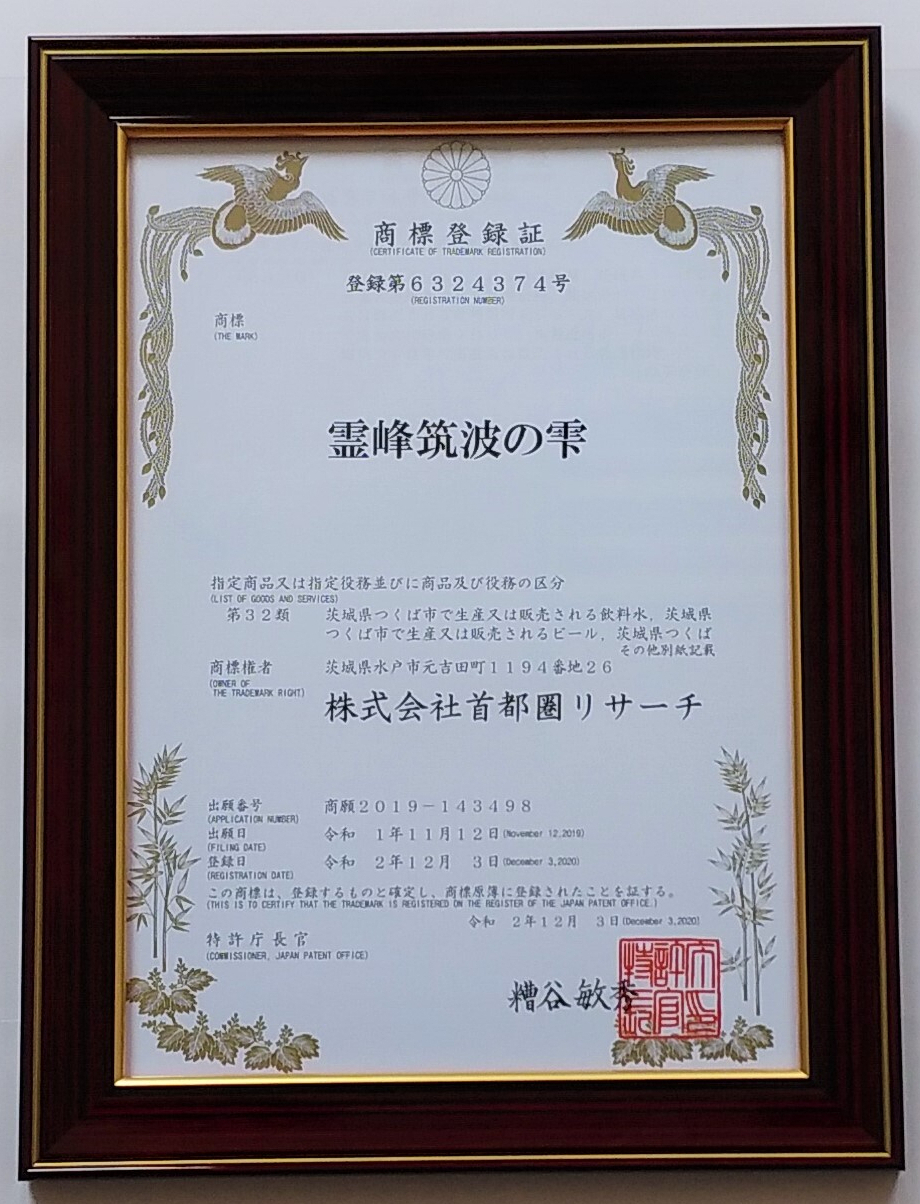 商標登録証
(CERTIFICATE OF TRADEMARK REGISTRATION)
登録第6324374号
(REGISTRATION NUMBER)
商標
(THE MARK)
霊峰筑波の雫
指定商品又は指定役務並びに商品及び役務の区分
(LIST OF GOODS AND SERVICES)
第32類 茨城県つくば市で生産又は販売される飲料水，茨城県
つくば市で生産又は販売されるビール，茨城県つくば
その他別紙記載
商標権者 茨城県水戸市元吉田町1194番地26
(OWNER OF
THE TRADEMARK RIGHT)
株式会社首都圏リサーチ
出願番号 商願2019－143498
(APPLICATION NUMBER)
出願日 令和 1年11月12日(November 12,2019)
(FILING DATE)
登録日 令和 2年12月 3日(December 3,2020)
(REGISTRATION DATE)
この商標は、登録するものと確定し、商標原簿に登録されたことを証する。
(THIS IS TO CERTIFY THAT THE TRADEMARK IS REGISTERED ON THE REGISTER OF THE JAPAN PATENT OFFICE.)
令和 2年12月 3日(December 3,2020)
特許庁長官
(COMMISSIONER, JAPAN PATENT OFFICE)
糟谷敏秀